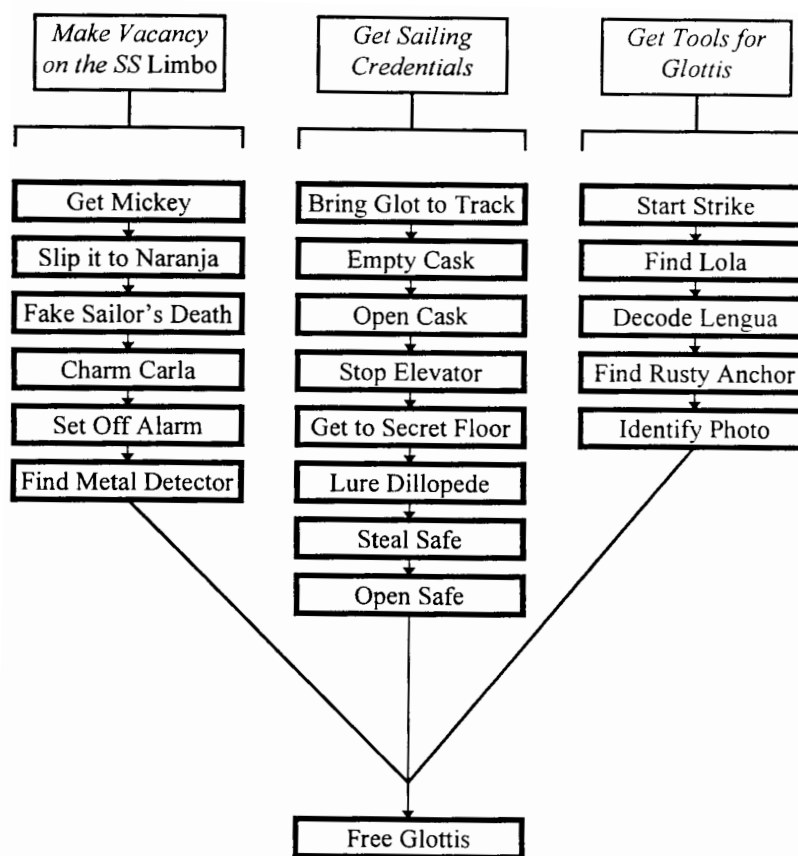 Make Vacancy
on the SS Limbo
Get Sailing
Credentials
Get Tools for
Glottis
Get Mickey
Slip it to Naranja
Fake Sailor's Death
Charm Carla
Set Off Alarm
Find Metal Detector
Bring Glot to Track
Empty Cask
Open Cask
Stop Elevator
Get to Secret Floor
Lure Dillopede
Steal Safe
Open Safe
Start Strike
Find Lola
Decode Lengua
Find Rusty Anchor
Identify Photo
Free Glottis